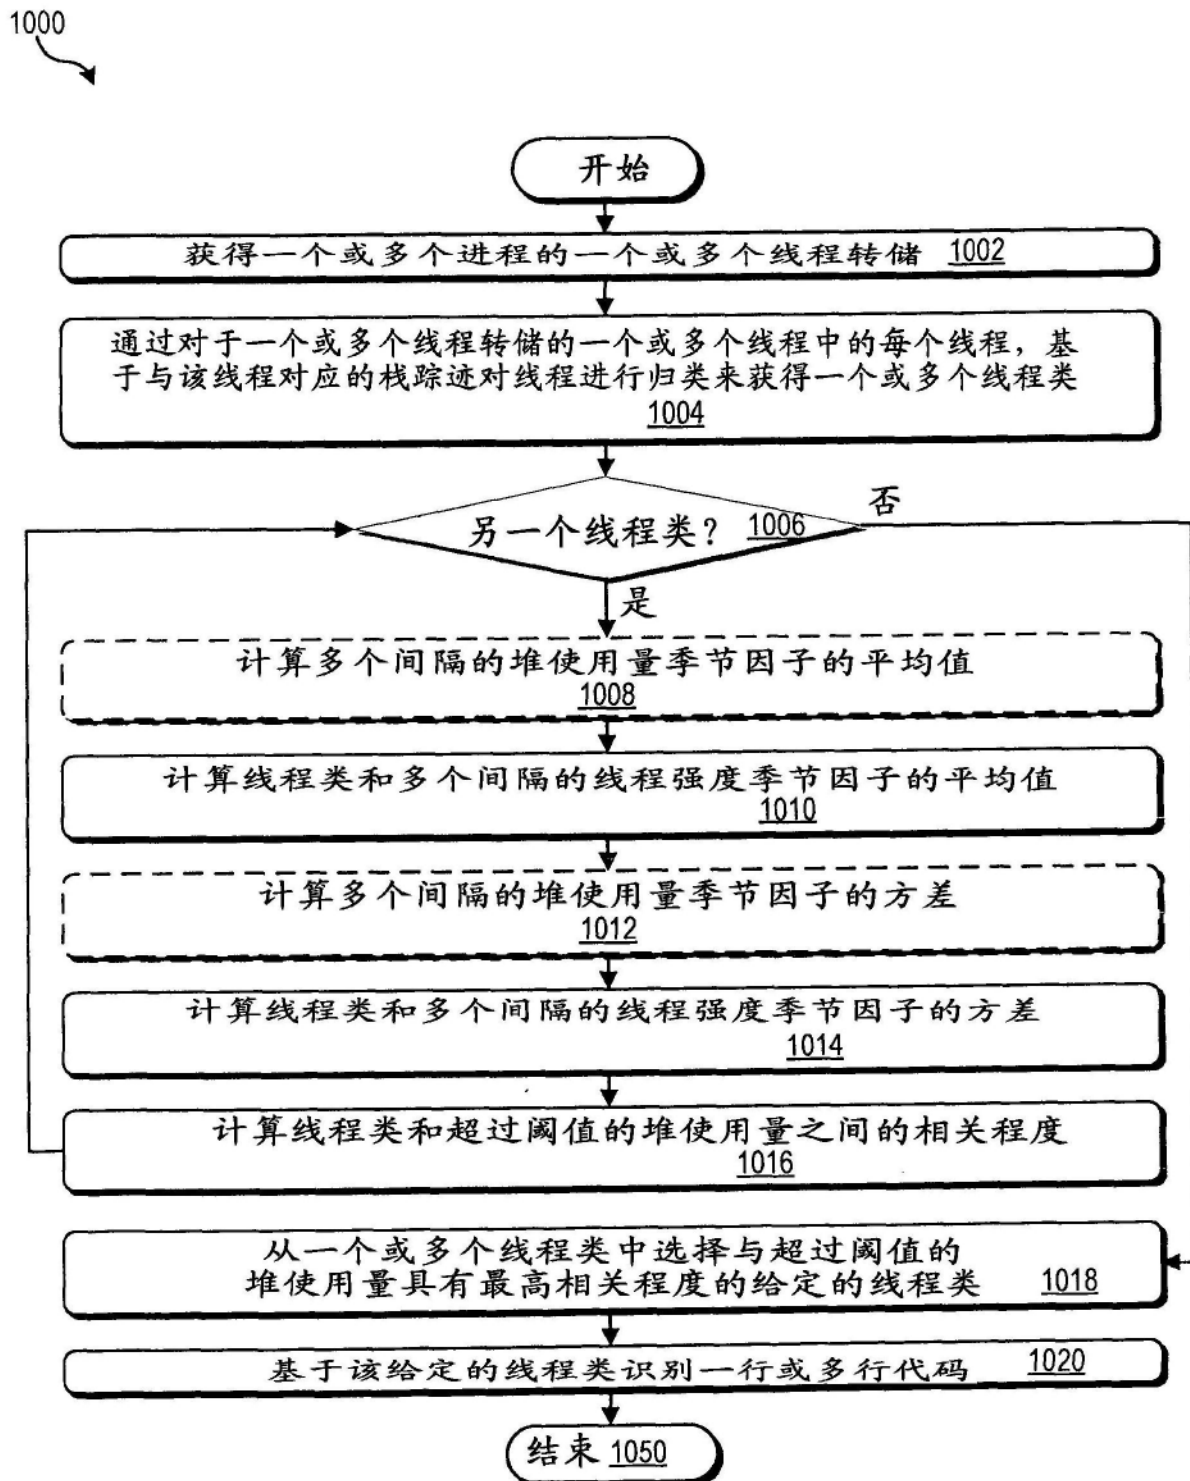 1000
开始
获得一个或多个进程的一个或多个线程转储 1002
通过对于一个或多个线程转储的一个或多个线程中的每个线程，基
于与该线程对应的栈踪迹对线程进行归类来获得一个或多个线程类
1004
另一个线程类？ 1006
否
是
计算多个间隔的堆使用量季节因子的平均值
1008
计算线程类和多个间隔的线程强度季节因子的平均值
1010
计算多个间隔的堆使用量季节因子的方差
1012
计算线程类和多个间隔的线程强度季节因子的方差
1014
计算线程类和超过阈值的堆使用量之间的相关程度
1016
从一个或多个线程类中选择与超过阈值的
堆使用量具有最高相关程度的给定的线程类 1018
基于该给定的线程类识别一行或多行代码 1020
结束 1050